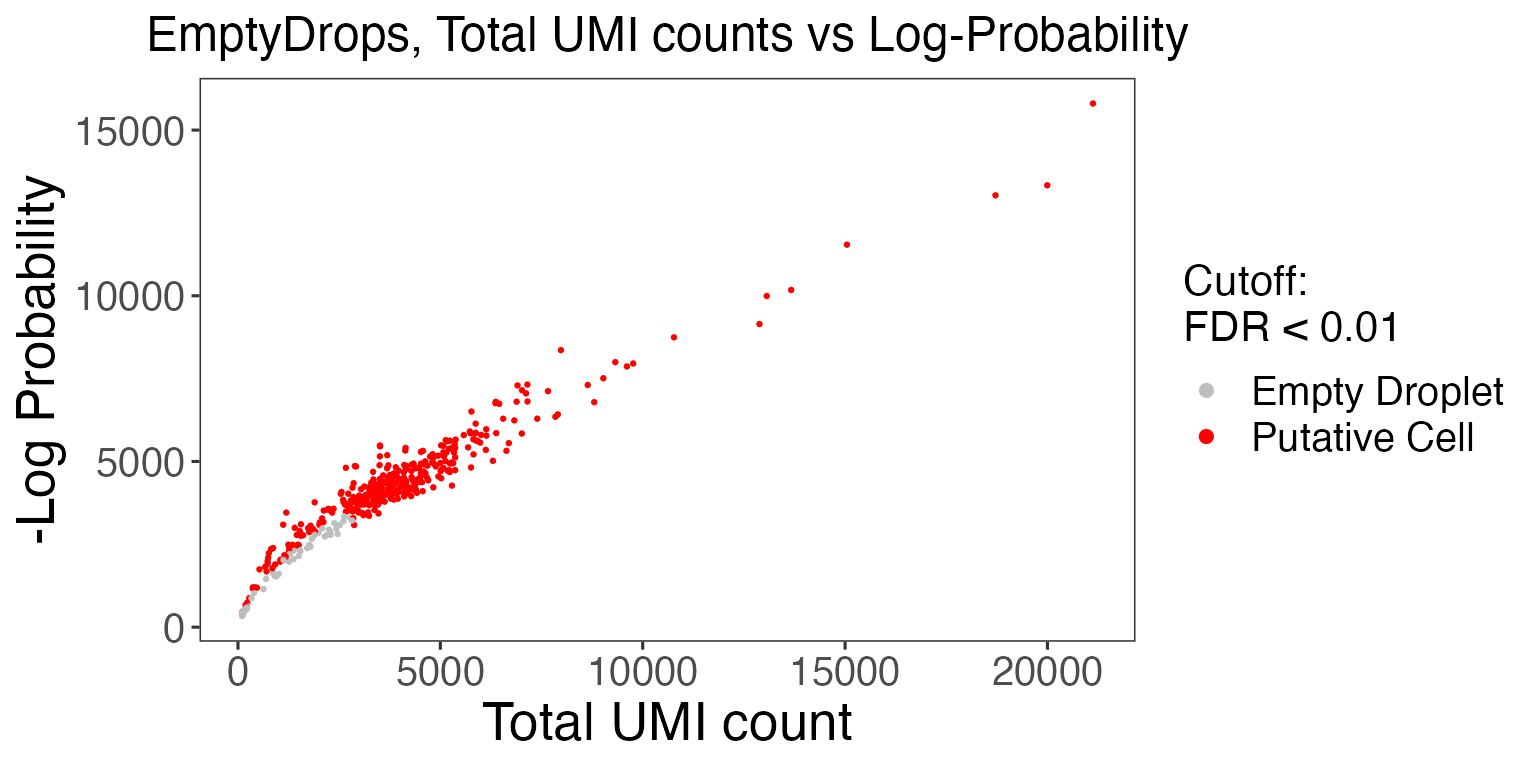 EmptyDrops, Total UMI counts vs Log-Probability
-Log Probability
15000
10000
5000
0
0 5000 10000 15000 20000
Total UMI count
Cutoff:
FDR < 0.01
Empty Droplet
Putative Cell